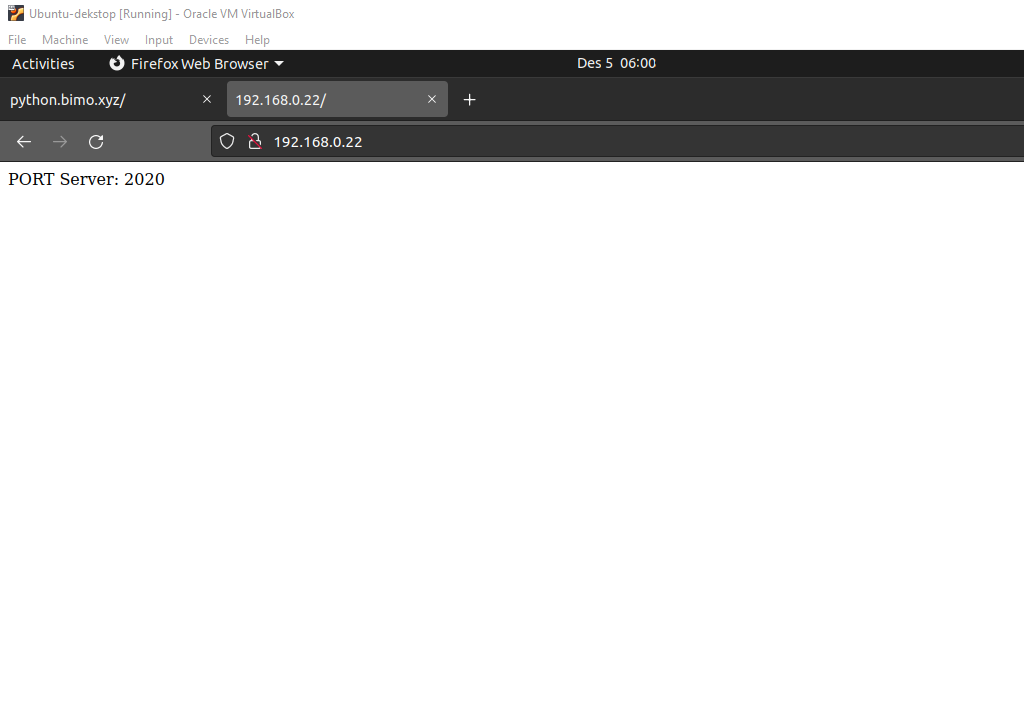 Ubuntu-dekstop [Running] - Oracle VM VirtualBox
File Machine View Input Devices Help
Activities Firefox Web Browser Des 5 06:00
python.bimo.xyz/ 192.168.0.22/
192.168.0.22
PORT Server: 2020